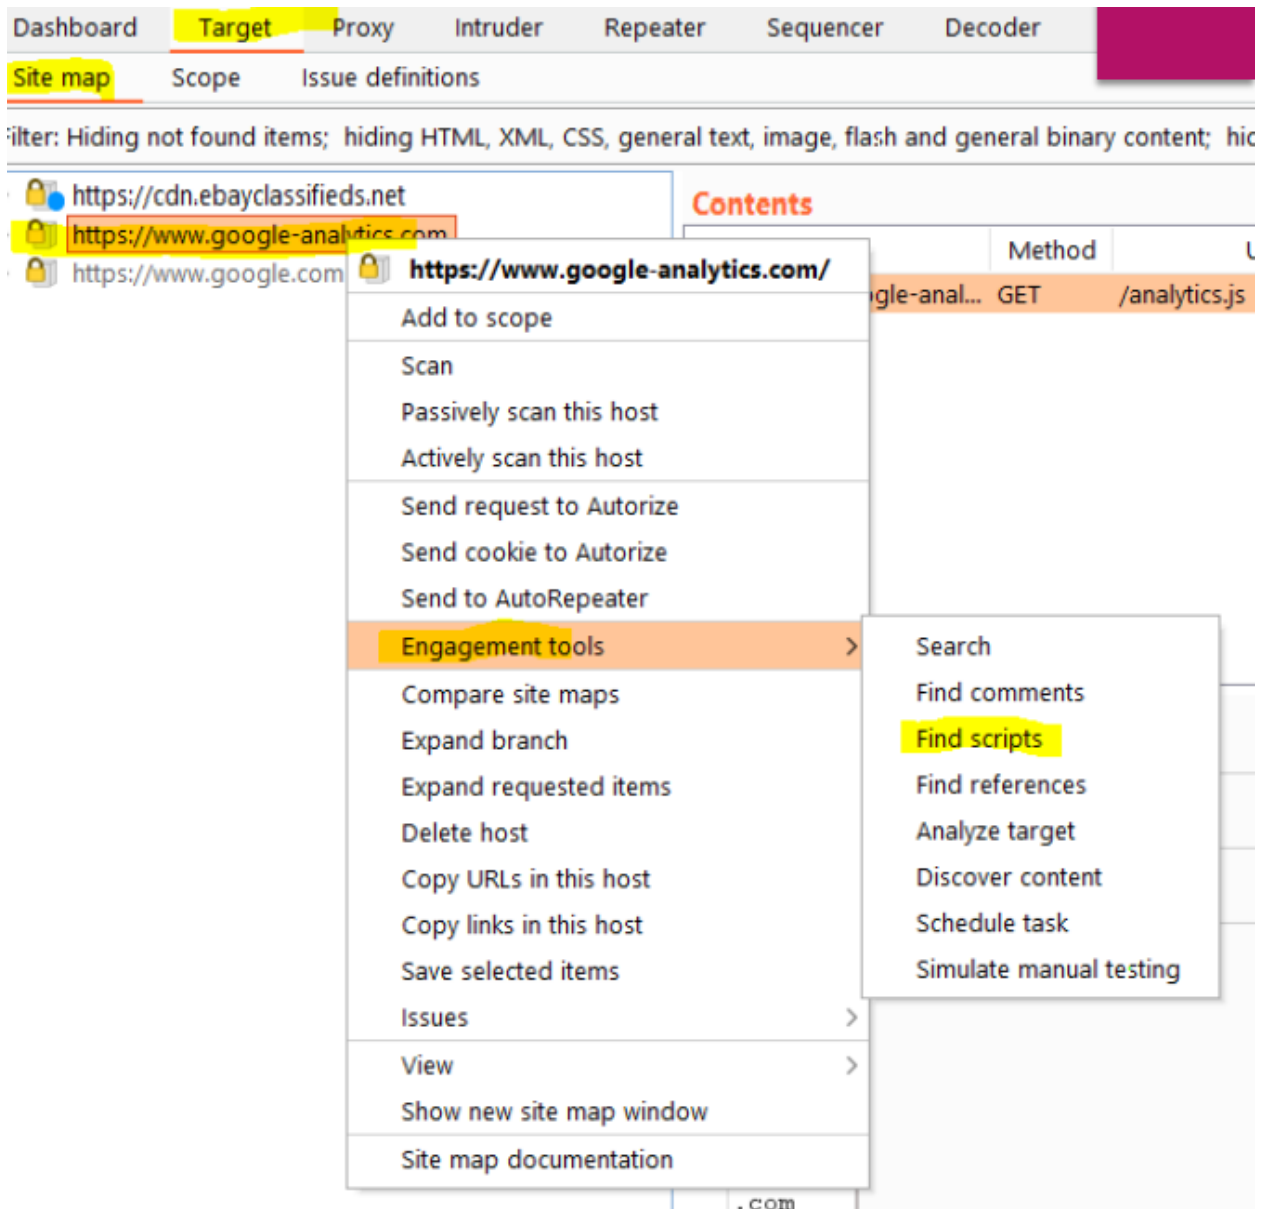 Dashboard Target Proxy Intruder Repeater Sequencer Decoder
Site map Scope Issue definitions
Filter: Hiding not found items; hiding HTML, XML, CSS, general text, image, flash and general binary content;
https://cdn.ebayclassifieds.net
Contents
https://www.google-analytics.com
Method
https://www.google.com
https://www.google-analytics.com/
gle-anal... GET /analytics.js
Add to scope
Scan
Passively scan this host
Actively scan this host
Send request to Autorize
Send cookie to Autorize
Send to AutoRepeater
Engagement tools
Compare site maps
Expand branch
Expand requested items
Delete host
Copy URLs in this host
Copy links in this host
Save selected items
Issues
View
Show new site map window
Site map documentation
Search
Find comments
Find scripts
Find references
Analyze target
Discover content
Schedule task
Simulate manual testing
.com